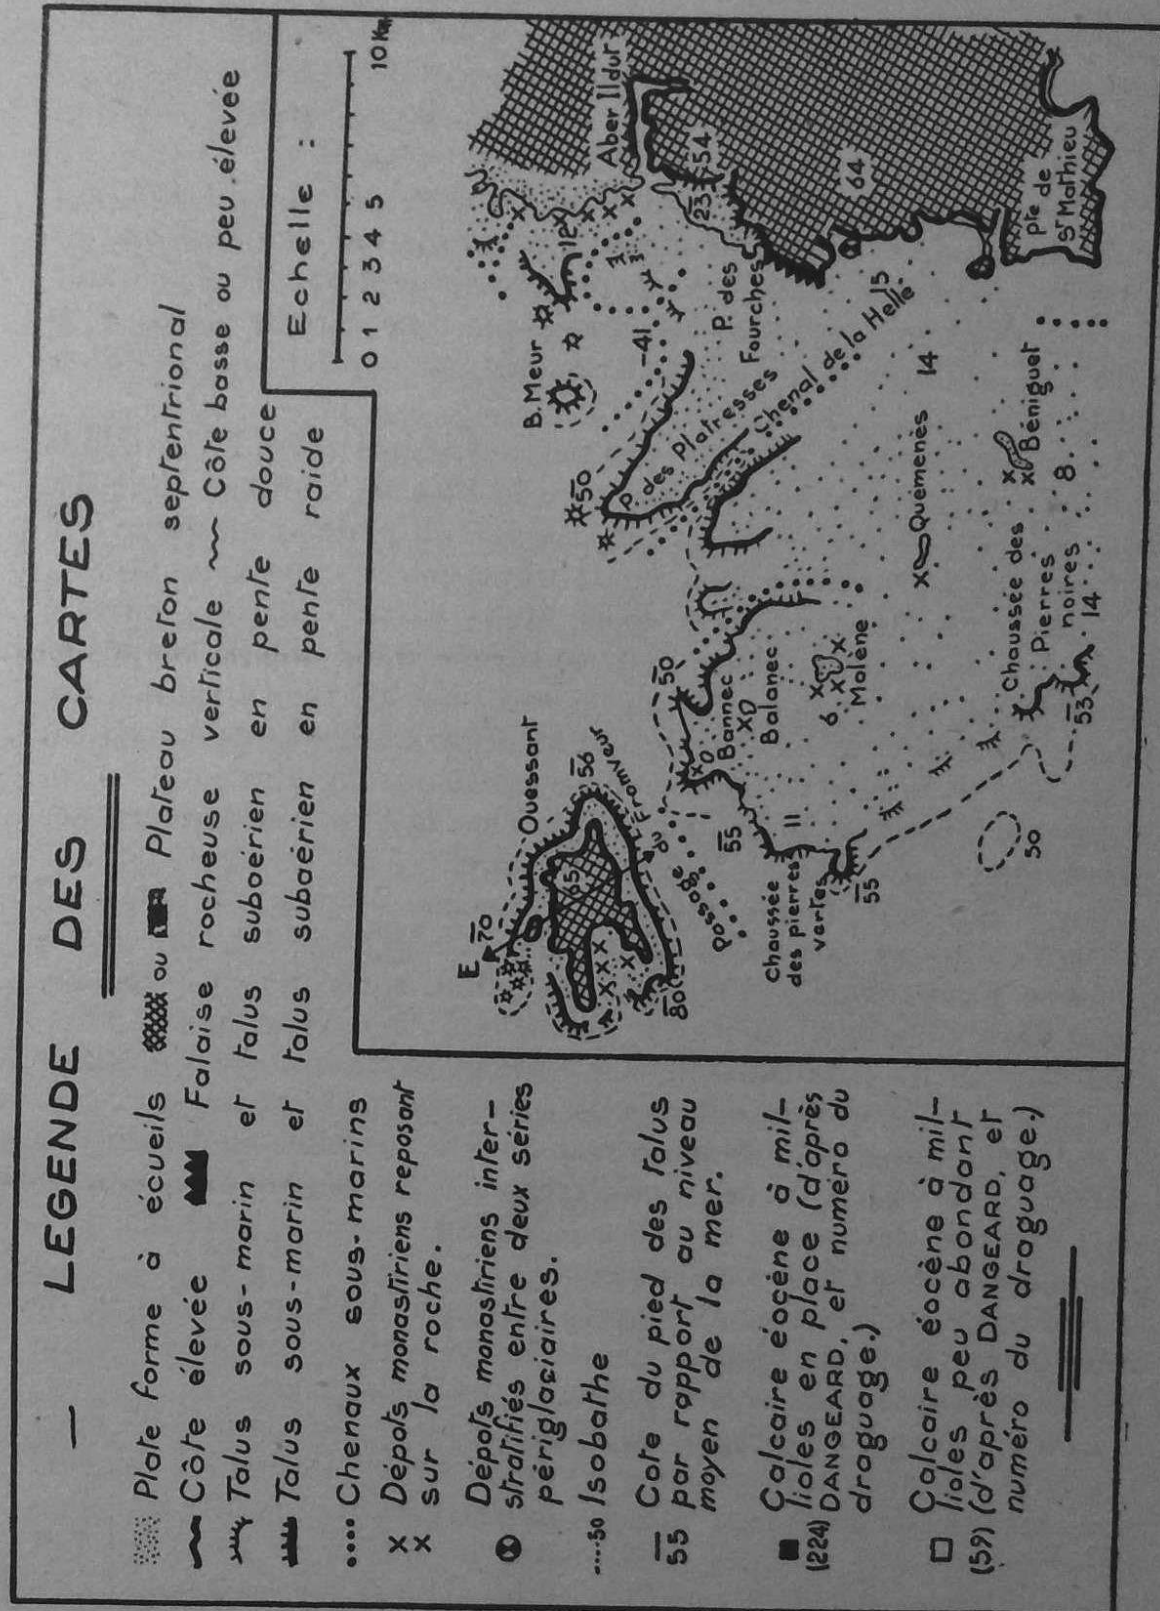 — LEGENDE DES CARTES
Plate forme à écueils ou Plateau breton septentrional
Côte élevée Falaise rocheuse verticale Côte basse ou peu élevée
Talus sous-marin et talus subaérien en pente douce
Talus sous-marin et talus subaérien en pente raide
Chenaux sous-marins
x Dépots monastiriens reposant
x sur la roche.
Dépots monastiriens inter-
stratifiés entre deux séries
périglaciaires.
....50 Isobathe
55 Cote du pied des talus
par rapport au niveau
moyen de la mer.
Calcaire éocène à mil-
lioles en place (d'après
(224) DANGEARD, et numéro du
draguage.)
Calcaire éocène à mil-
lioles peu abondant
(59) (d'après DANGEARD, et
numéro du draguage.)
Echelle :
0 1 2 3 4 5 10 Km
E
70
Ouessant
65
56
80
Passage du Fromveur
B. Meur
12
Aber Ildut
41
50
P. des Platresses
P. des
Fourches
23
54
64
Chenal de la Helle
15
14
50
Bannec
Balanec
55
11
Chaussée
des pierres
vertes
55
6
Molène
Quemenès
Béniguet
8
Pte de
St Mathieu
Chaussée des
Pierres
noires
14
53
50